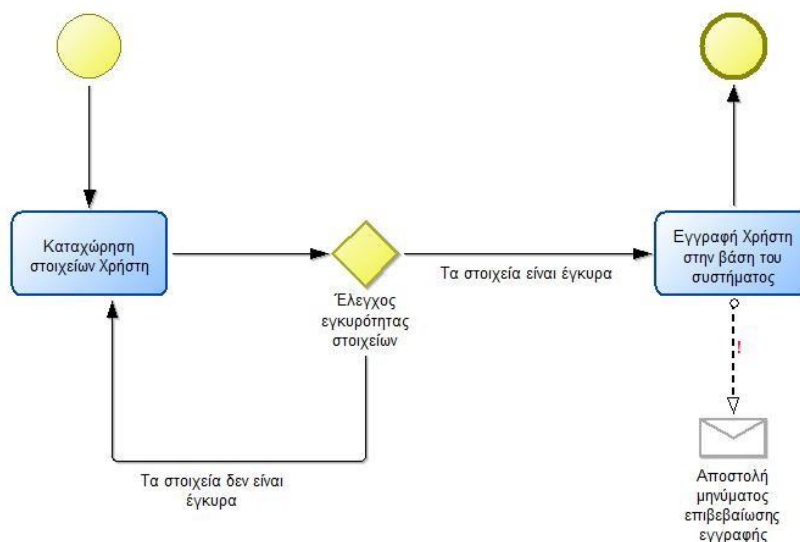 Καταχώρηση
στοιχείων Χρήστη
Έλεγχος
εγκυρότητας
στοιχείων
Τα στοιχεία είναι έγκυρα
Εγγραφή Χρήστη
στην βάση του
συστήματος
!
Τα στοιχεία δεν είναι
έγκυρα
Αποστολή
μηνύματος
επιβεβαίωσης
εγγραφής